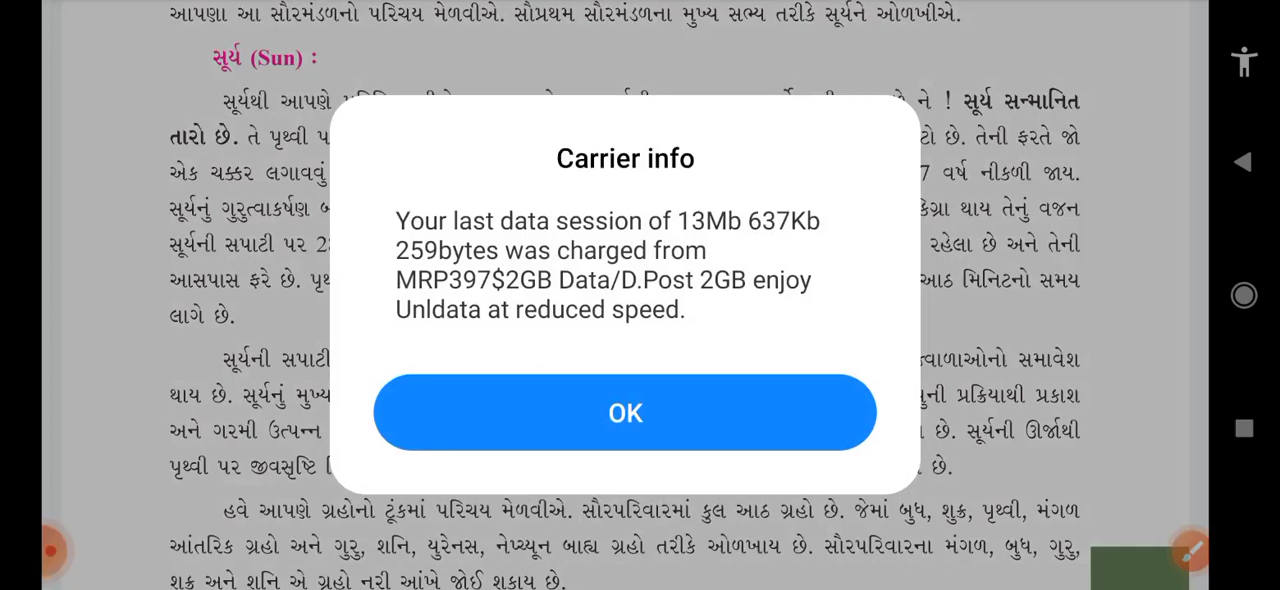 આપણા આ સૌરમંડળનો પરિચય મેળવીએ. સૌપ્રથમ સૌરમંડળના મુખ્ય સભ્ય તરીકે સૂર્યને ઓળખીએ.
સૂર્ય (Sun) :
સૂર્યથી આપણે ને ! સૂર્ય સન્માનિત
તારો છે. તે પૃથ્વી છે. તેની ફરતે જો
એક ચક્કર લગાવવું 7 વર્ષ નીકળી જાય.
સૂર્યનું ગુરુત્વાકર્ષણ થાય તેનું વજન
સૂર્યની સપાટી પર રહેલા છે અને તેની
આસપાસ ફરે છે. આઠ મિનિટનો સમય
લાગે છે.
Carrier info
Your last data session of 13Mb 637Kb
259bytes was charged from
MRP397$2GB Data/D.Post 2GB enjoy
Unldata at reduced speed.
OK
સૂર્યની સપાટી સમાવેશ
થાય છે. સૂર્યનું પ્રક્રિયાથી પ્રકાશ
અને ગરમી ઉત્પન્ન છે. સૂર્યની ઊર્જાથી
પૃથ્વી પર જીવસૃષ્ટિ છે.
હવે આપણે ગ્રહોનો ટૂંકમાં પરિચય મેળવીએ. સૌરપરિવારમાં કુલ આઠ ગ્રહો છે. જેમાં બુધ, શુક્ર, પૃથ્વી, મંગળ
આંતરિક ગ્રહો અને ગુરુ, શનિ, યુરેનસ, નેપ્ચ્યૂન બાહ્ય ગ્રહો તરીકે ઓળખાય છે. સૌરપરિવારના મંગળ, બુધ, ગુરુ,
શુક્ર અને શનિ એ ગ્રહો નરી આંખે જોઈ શકાય છે.